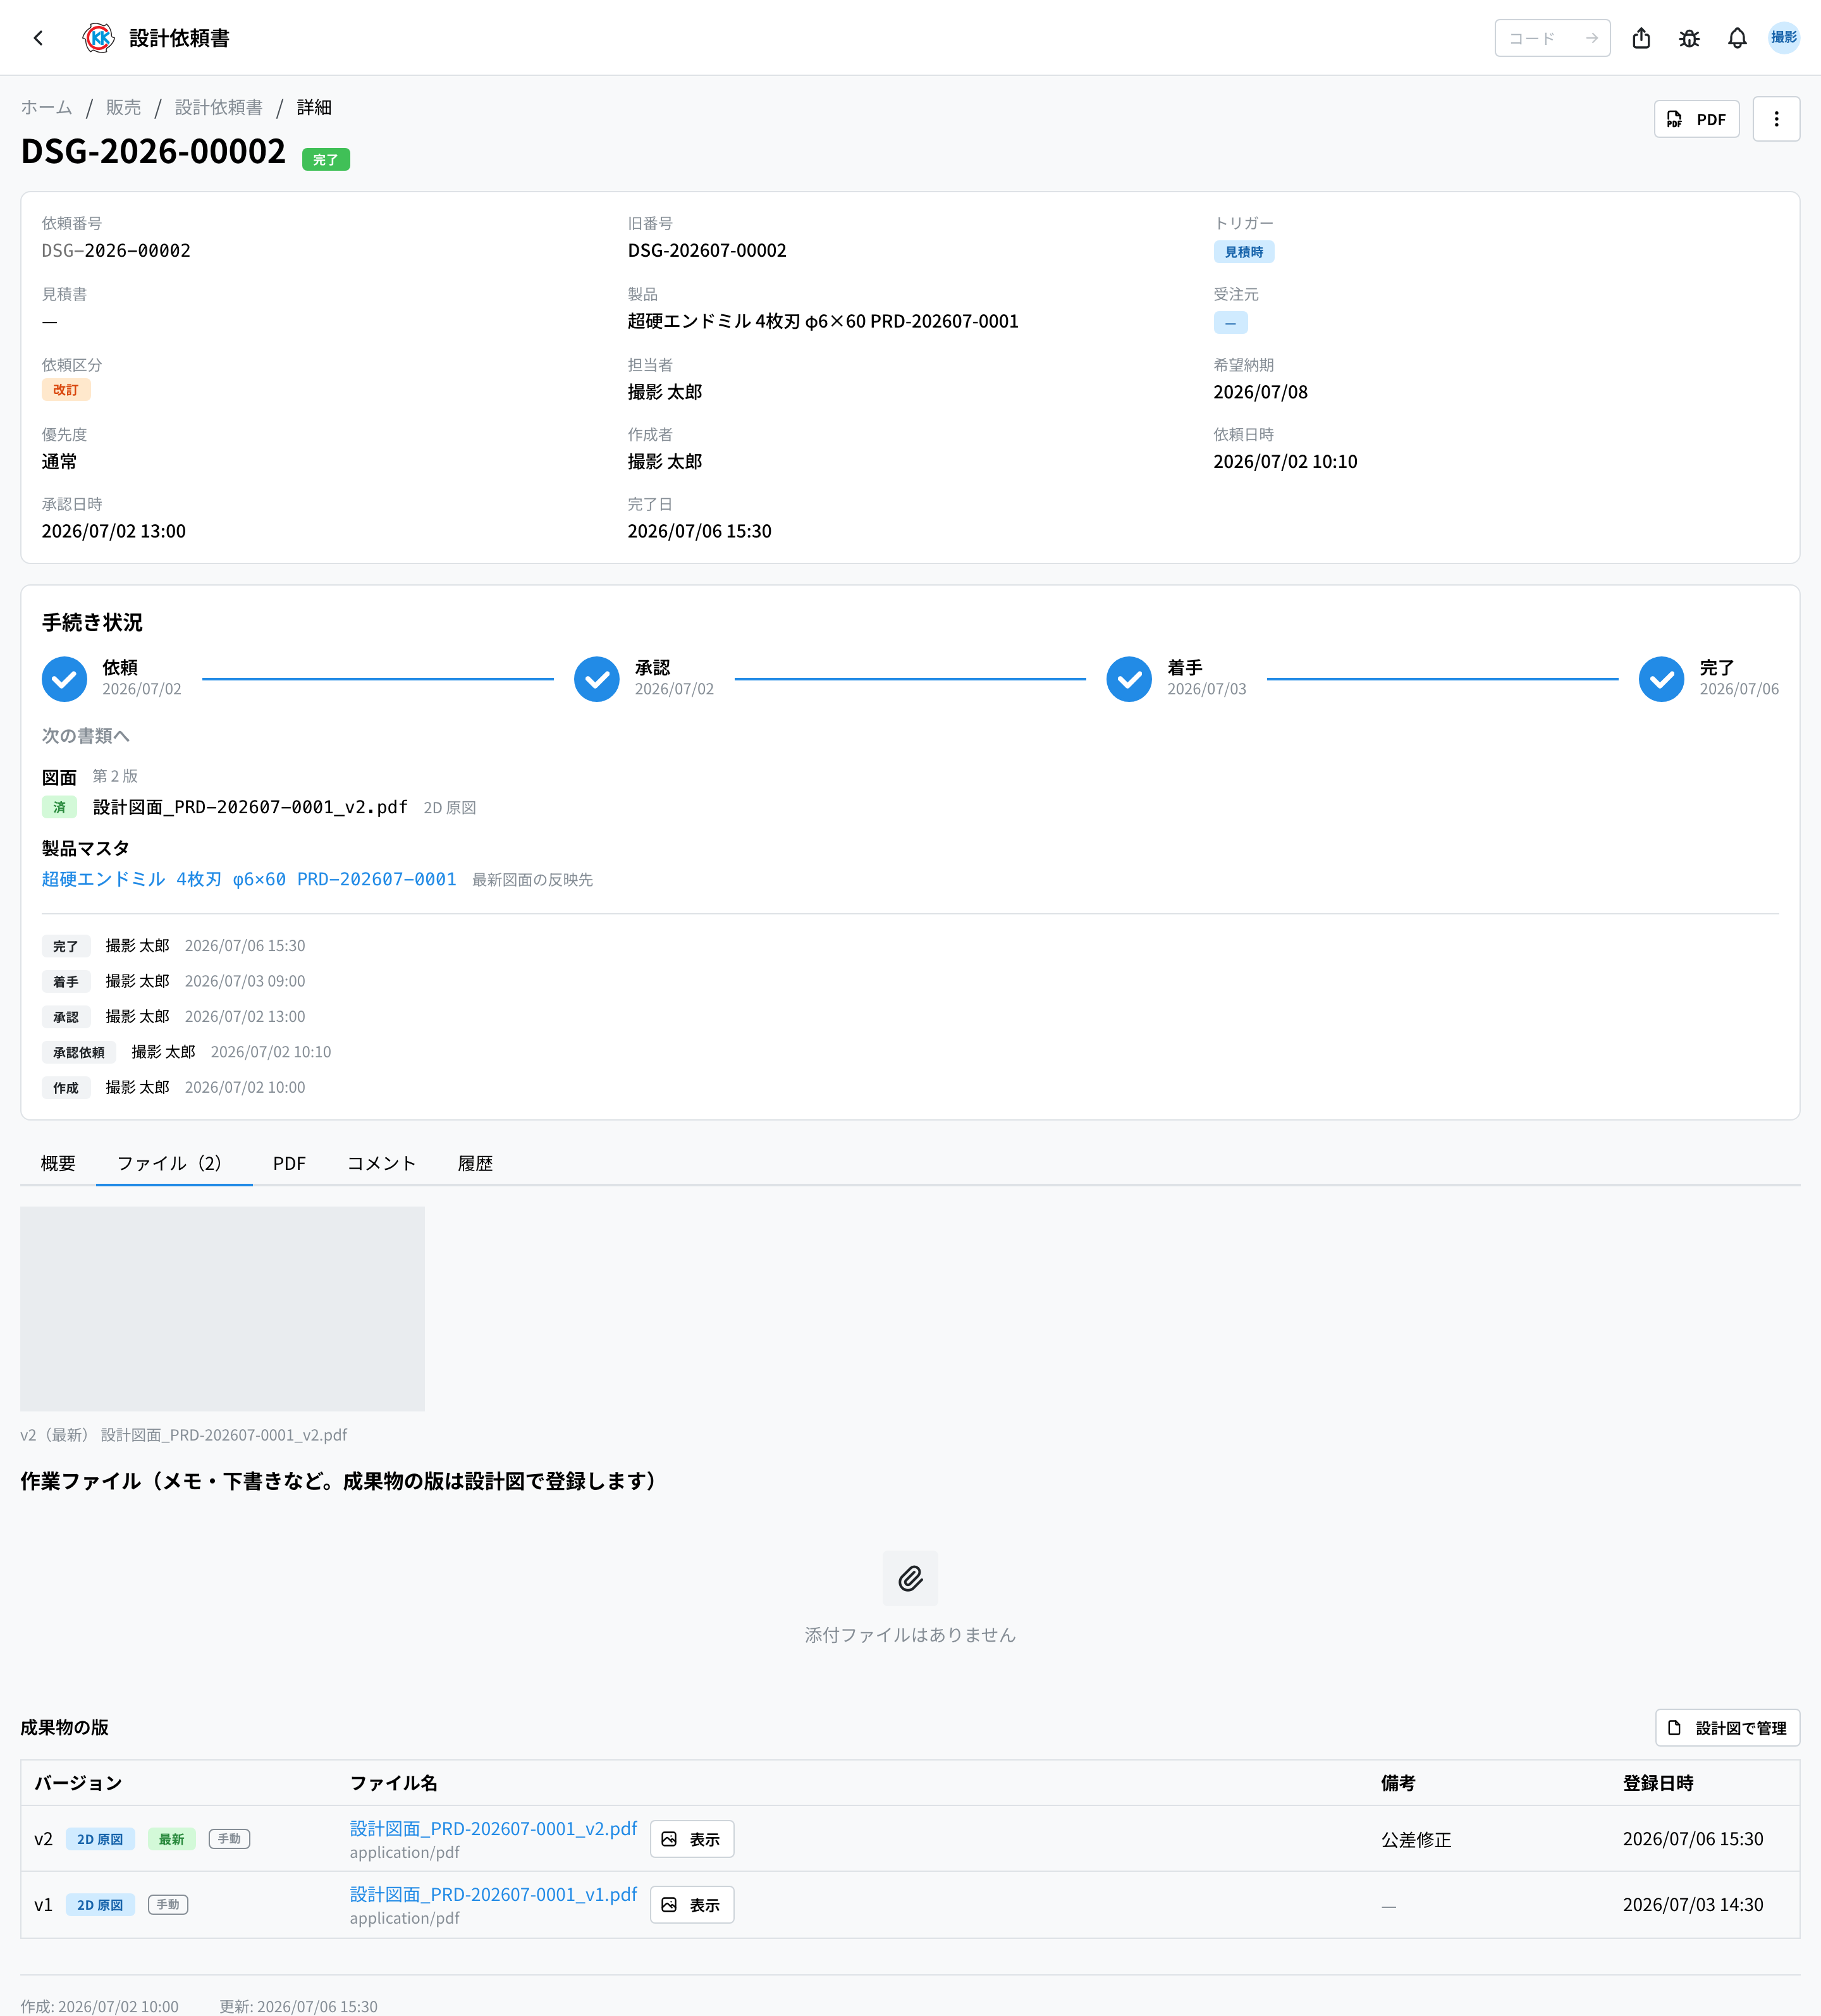 KK 設計依頼書
コード
撮影
ホーム / 販売 / 設計依頼書 / 詳細
PDF PDF
DSG-2026-00002 完了
依頼番号 旧番号 トリガー
DSG-2026-00002 DSG-202607-00002 見積時
見積書 製品 受注元
— 超硬エンドミル 4枚刃 φ6×60 PRD-202607-0001 —
依頼区分 担当者 希望納期
改訂 撮影 太郎 2026/07/08
優先度 作成者 依頼日時
通常 撮影 太郎 2026/07/02 10:10
承認日時 完了日
2026/07/02 13:00 2026/07/06 15:30
手続き状況
依頼 承認 着手 完了
2026/07/02 2026/07/02 2026/07/03 2026/07/06
次の書類へ
図面 第 2 版
済 設計図面_PRD-202607-0001_v2.pdf 2D 原図
製品マスタ
超硬エンドミル 4枚刃 φ6×60 PRD-202607-0001 最新図面の反映先
完了 撮影 太郎 2026/07/06 15:30
着手 撮影 太郎 2026/07/03 09:00
承認 撮影 太郎 2026/07/02 13:00
承認依頼 撮影 太郎 2026/07/02 10:10
作成 撮影 太郎 2026/07/02 10:00
概要 ファイル（2） PDF コメント 履歴
v2（最新） 設計図面_PRD-202607-0001_v2.pdf
作業ファイル（メモ・下書きなど。成果物の版は設計図で登録します）
添付ファイルはありません
成果物の版 設計図で管理
バージョン ファイル名 備考 登録日時
v2 2D 原図 最新 手動 設計図面_PRD-202607-0001_v2.pdf 表示 公差修正 2026/07/06 15:30
application/pdf
v1 2D 原図 手動 設計図面_PRD-202607-0001_v1.pdf 表示 — 2026/07/03 14:30
application/pdf
作成: 2026/07/02 10:00 更新: 2026/07/06 15:30